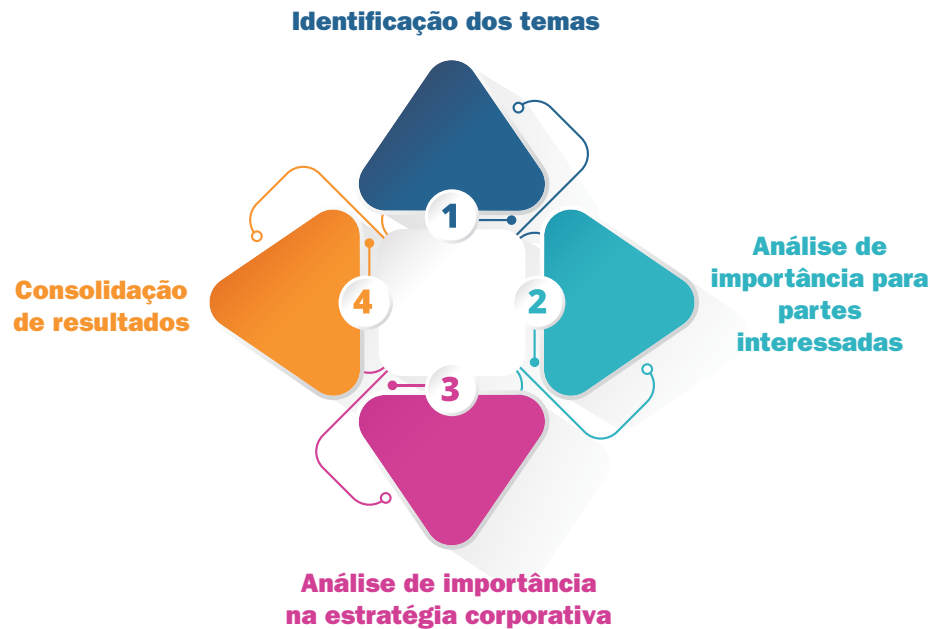 Identificação dos temas
1
2
Análise de
importância para
partes
interessadas
3
Análise de importância
na estratégia corporativa
4
Consolidação
de resultados